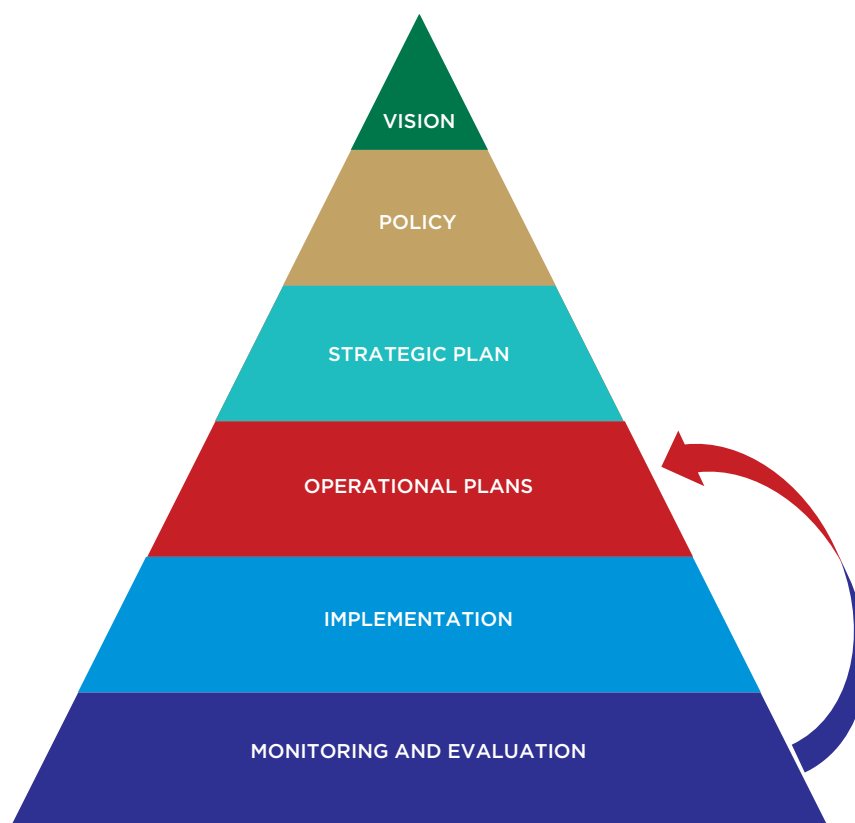 VISION
POLICY
STRATEGIC PLAN
OPERATIONAL PLANS
IMPLEMENTATION
MONITORING AND EVALUATION